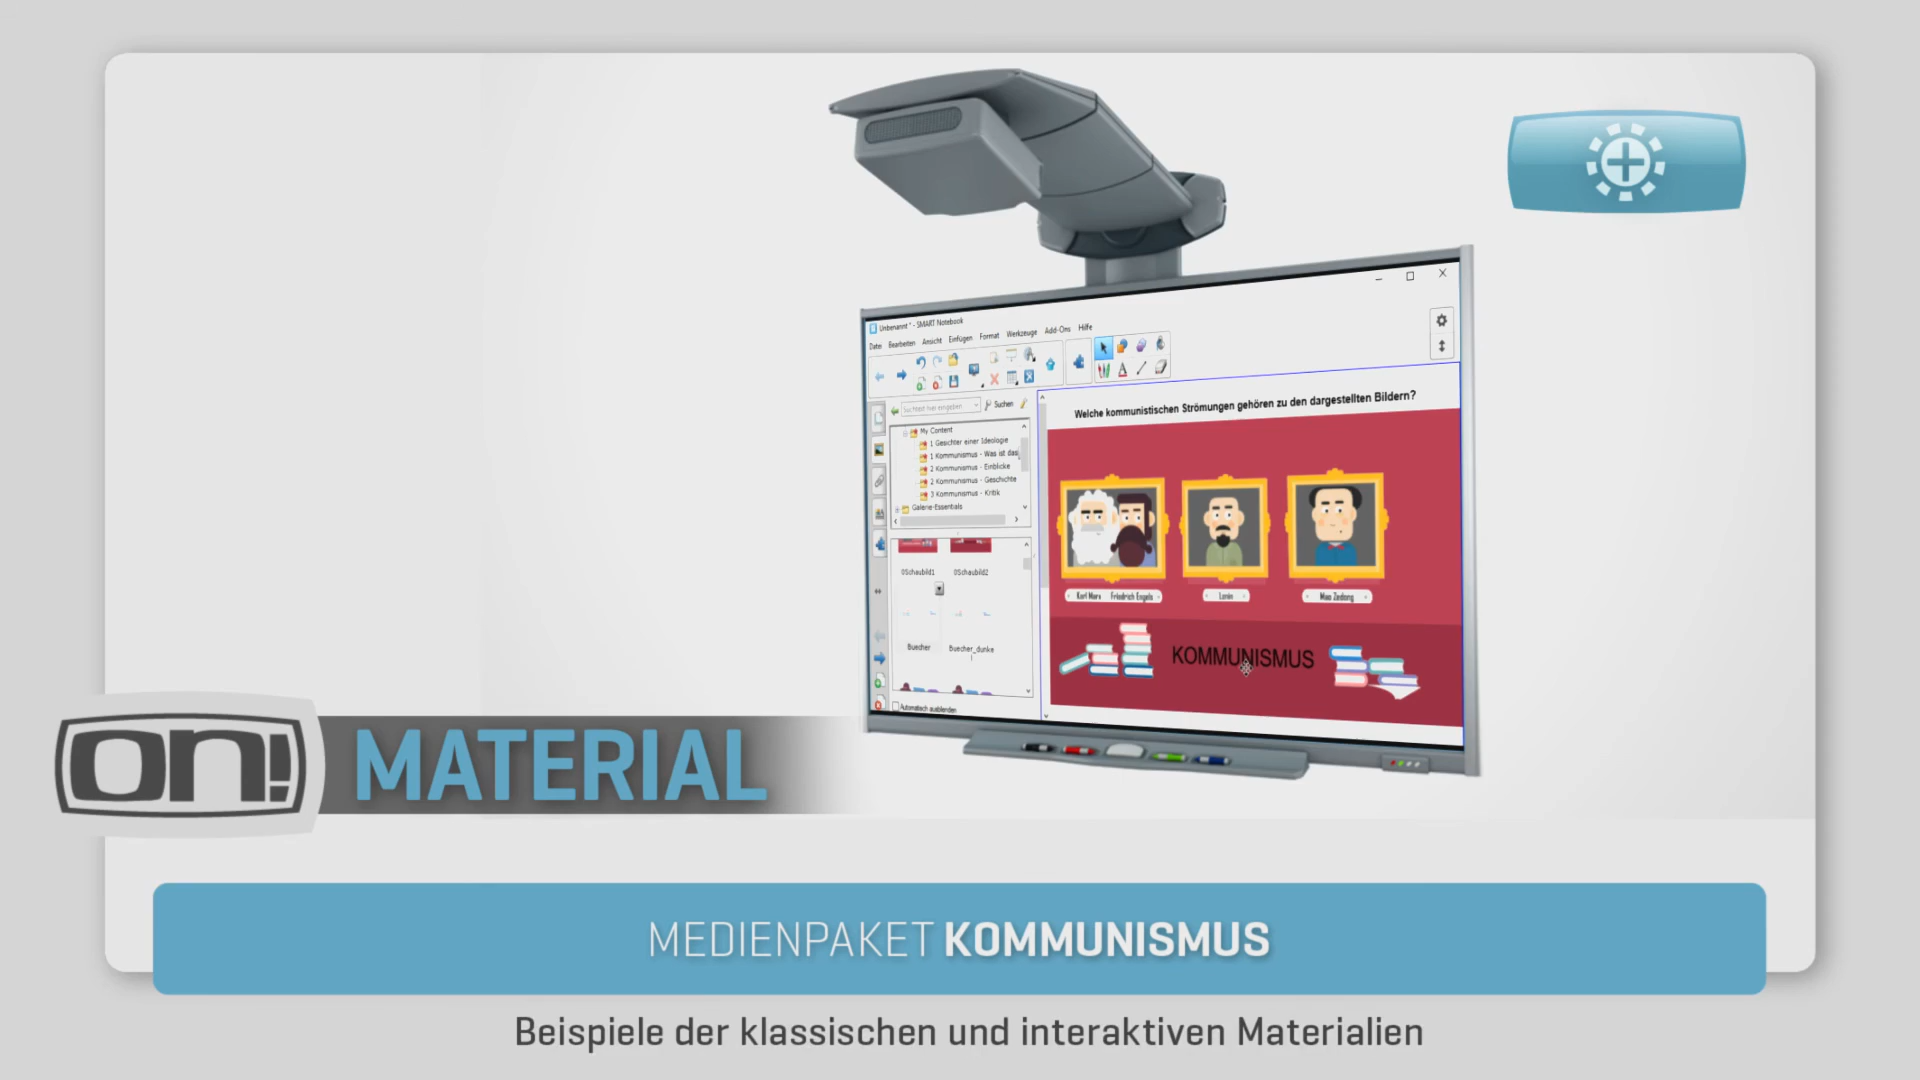 Unbenannt * - SMART Notebook
Datei Bearbeiten Ansicht Einfügen Format Werkzeuge Add-Ons Hilfe
Suchtext hier eingeben Suchen
My Content
1 Gesichter einer Ideologie
1 Kommunismus - Was ist das
2 Kommunismus - Einblicke
2 Kommunismus - Geschichte
3 Kommunismus - Kritik
Galerie-Essentials
0Schaubild1 0Schaubild2
Buecher Buecher_dunke
l
Automatisch ausblenden
Welche kommunistischen Strömungen gehören zu den dargestellten Bildern?
Karl Marx Friedrich Engels Lenin Mao Zedong
KOMMUNISMUS
on! MATERIAL
MEDIENPAKET KOMMUNISMUS
Beispiele der klassischen und interaktiven Materialien